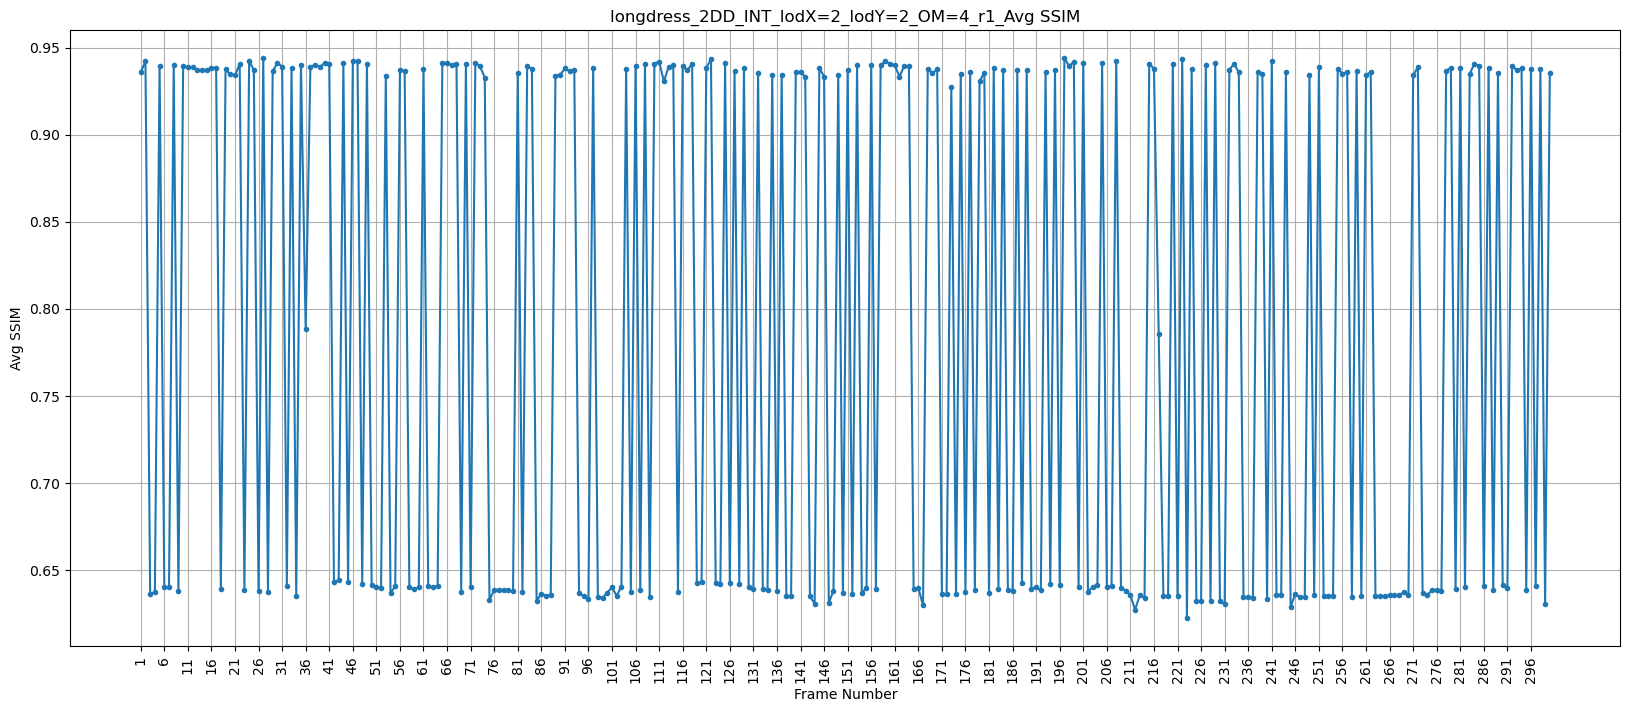 longdress_2DD_INT_lodX=2_lodY=2_OM=4_r1_Avg SSIM
Avg SSIM
0.95
0.90
0.85
0.80
0.75
0.70
0.65
1 6 11 16 21 26 31 36 41 46 51 56 61 66 71 76 81 86 91 96 101 106 111 116 121 126 131 136 141 146 151 156 161 166 171 176 181 186 191 196 201 206 211 216 221 226 231 236 241 246 251 256 261 266 271 276 281 286 291 296
Frame Number